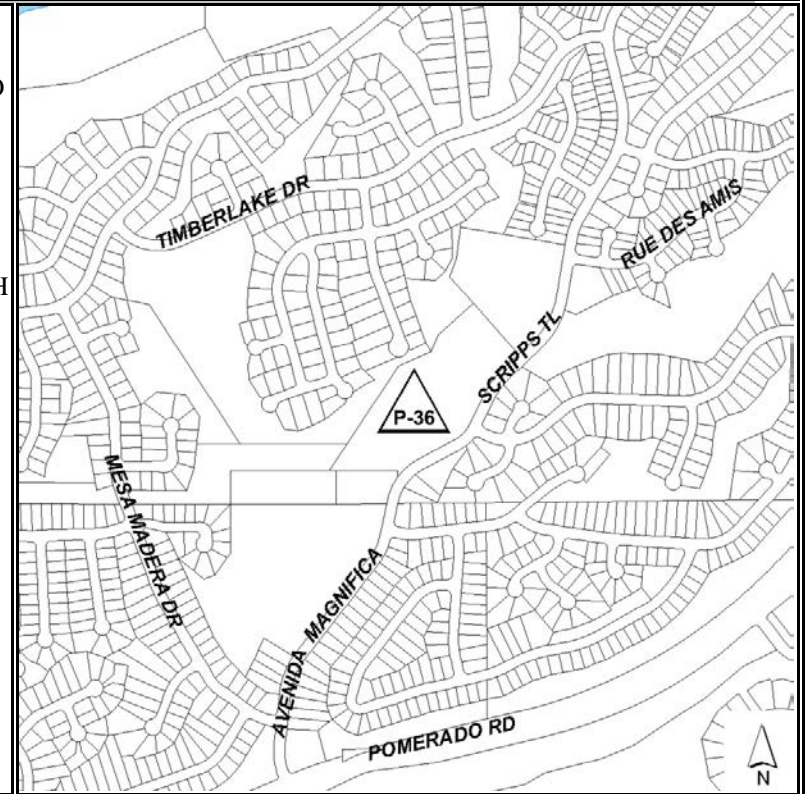 TIMBERLAKE DR
RUE DES AMIS
SCRIPPS TL
P-36
MESA MADERA DR
AVENIDA MAGNIFICA
POMERADO RD
N
H